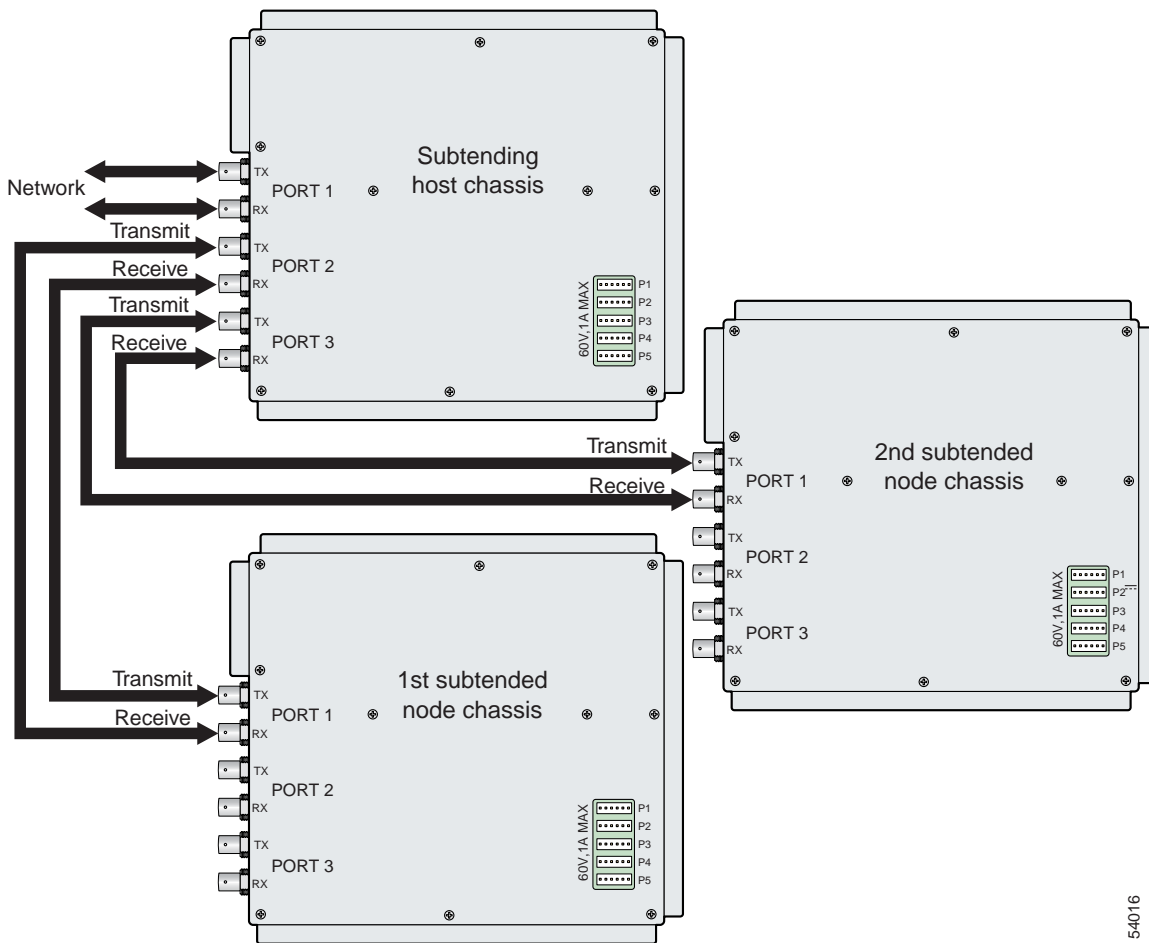 Subtending
host chassis
Network
TX
PORT 1
RX
Transmit
TX
Receive
PORT 2
RX
Transmit
TX
Receive
PORT 3
RX
60V,1A MAX
P1
P2
P3
P4
P5
2nd subtended
node chassis
Transmit
TX
Receive
PORT 1
RX
TX
PORT 2
RX
TX
PORT 3
RX
60V,1A MAX
P1
P2
P3
P4
P5
1st subtended
node chassis
Transmit
TX
Receive
PORT 1
RX
TX
PORT 2
RX
TX
PORT 3
RX
60V,1A MAX
P1
P2
P3
P4
P5
54016